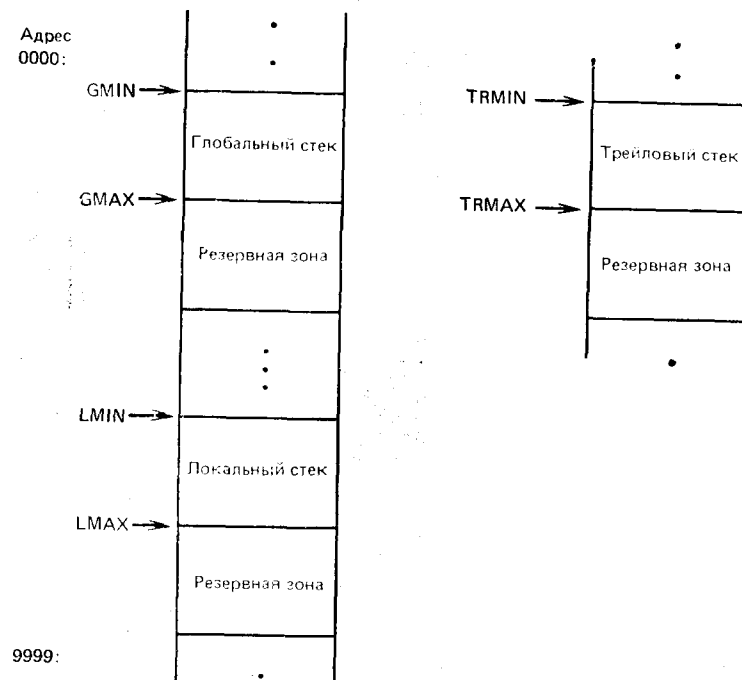 Адрес
0000:
GMIN
Глобальный стек
GMAX
Резервная зона
LMIN
Локальный стек
LMAX
Резервная зона
9999:
TRMIN
Трейловый стек
TRMAX
Резервная зона